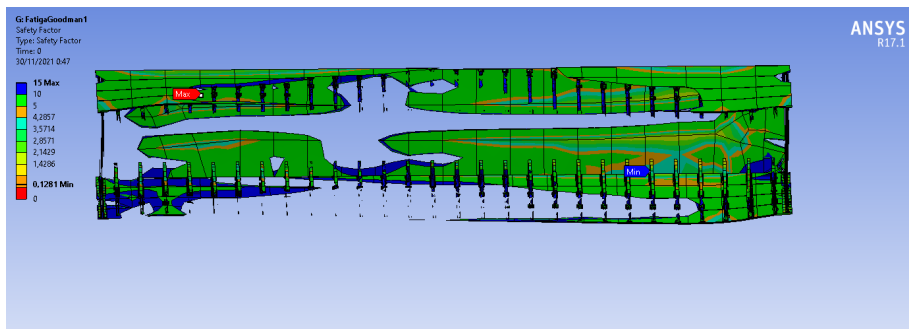 G: FatigaGoodman1
Safety Factor
Type: Safety Factor
Time: 0
30/11/2021 0:47
ANSYS
R17.1
15 Max
10
5
4,2857
3,5714
2,8571
2,1429
1,4286
0,1281 Min
0
Max
Min